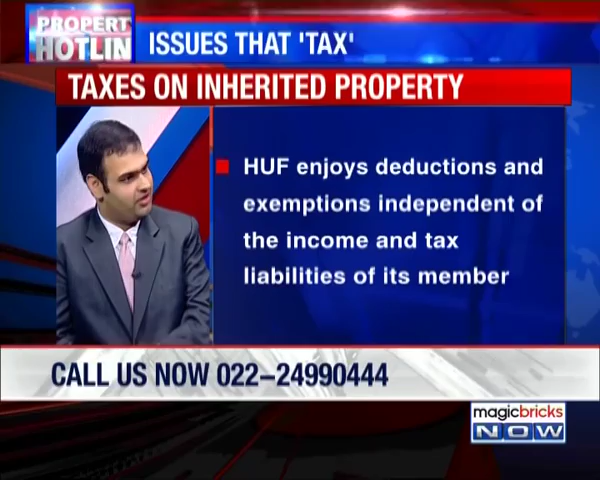 PROPERT
HOTLIN
ISSUES THAT 'TAX'
TAXES ON INHERITED PROPERTY
HUF enjoys deductions and
exemptions independent of
the income and tax
liabilities of its member
CALL US NOW 022–24990444
magicbricks
NOW